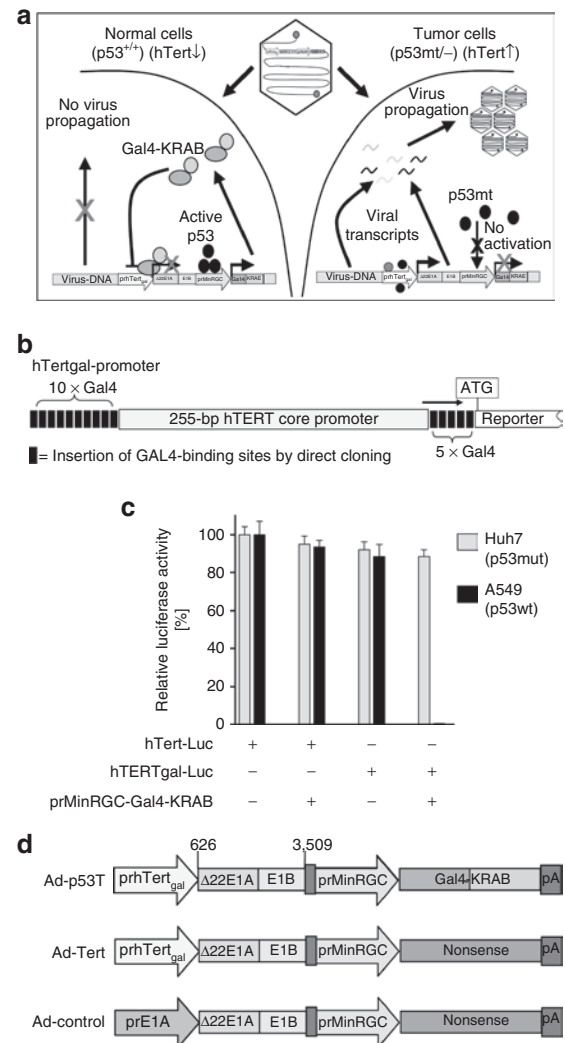 a
Normal cells
(p53+/+) (hTert↓)
Tumor cells
(p53mt/–) (hTert↑)
No virus
propagation
Gal4-KRAB
Active
p53
Virus-DNA prhTertgal Δ22E1A E1B prMinRGC Gal4 KRAB
Virus
propagation
Viral
transcripts
p53mt
No
activation
Virus-DNA prhTertgal Δ22E1A E1B prMinRGC Gal4 KRAE
b
hTertgal-promoter
10 × Gal4
ATG
255-bp hTERT core promoter
Reporter
5 × Gal4
= Insertion of GAL4-binding sites by direct cloning
c
Relative luciferase activity
[%]
100
80
60
40
20
0
Huh7
(p53mut)
A549
(p53wt)
hTert-Luc + + – –
hTERTgal-Luc – – + +
prMinRGC-Gal4-KRAB – + – +
d
626 3,509
Ad-p53T prhTertgal Δ22E1A E1B prMinRGC Gal4-KRAB pA
Ad-Tert prhTertgal Δ22E1A E1B prMinRGC Nonsense pA
Ad-control prE1A Δ22E1A E1B prMinRGC Nonsense pA